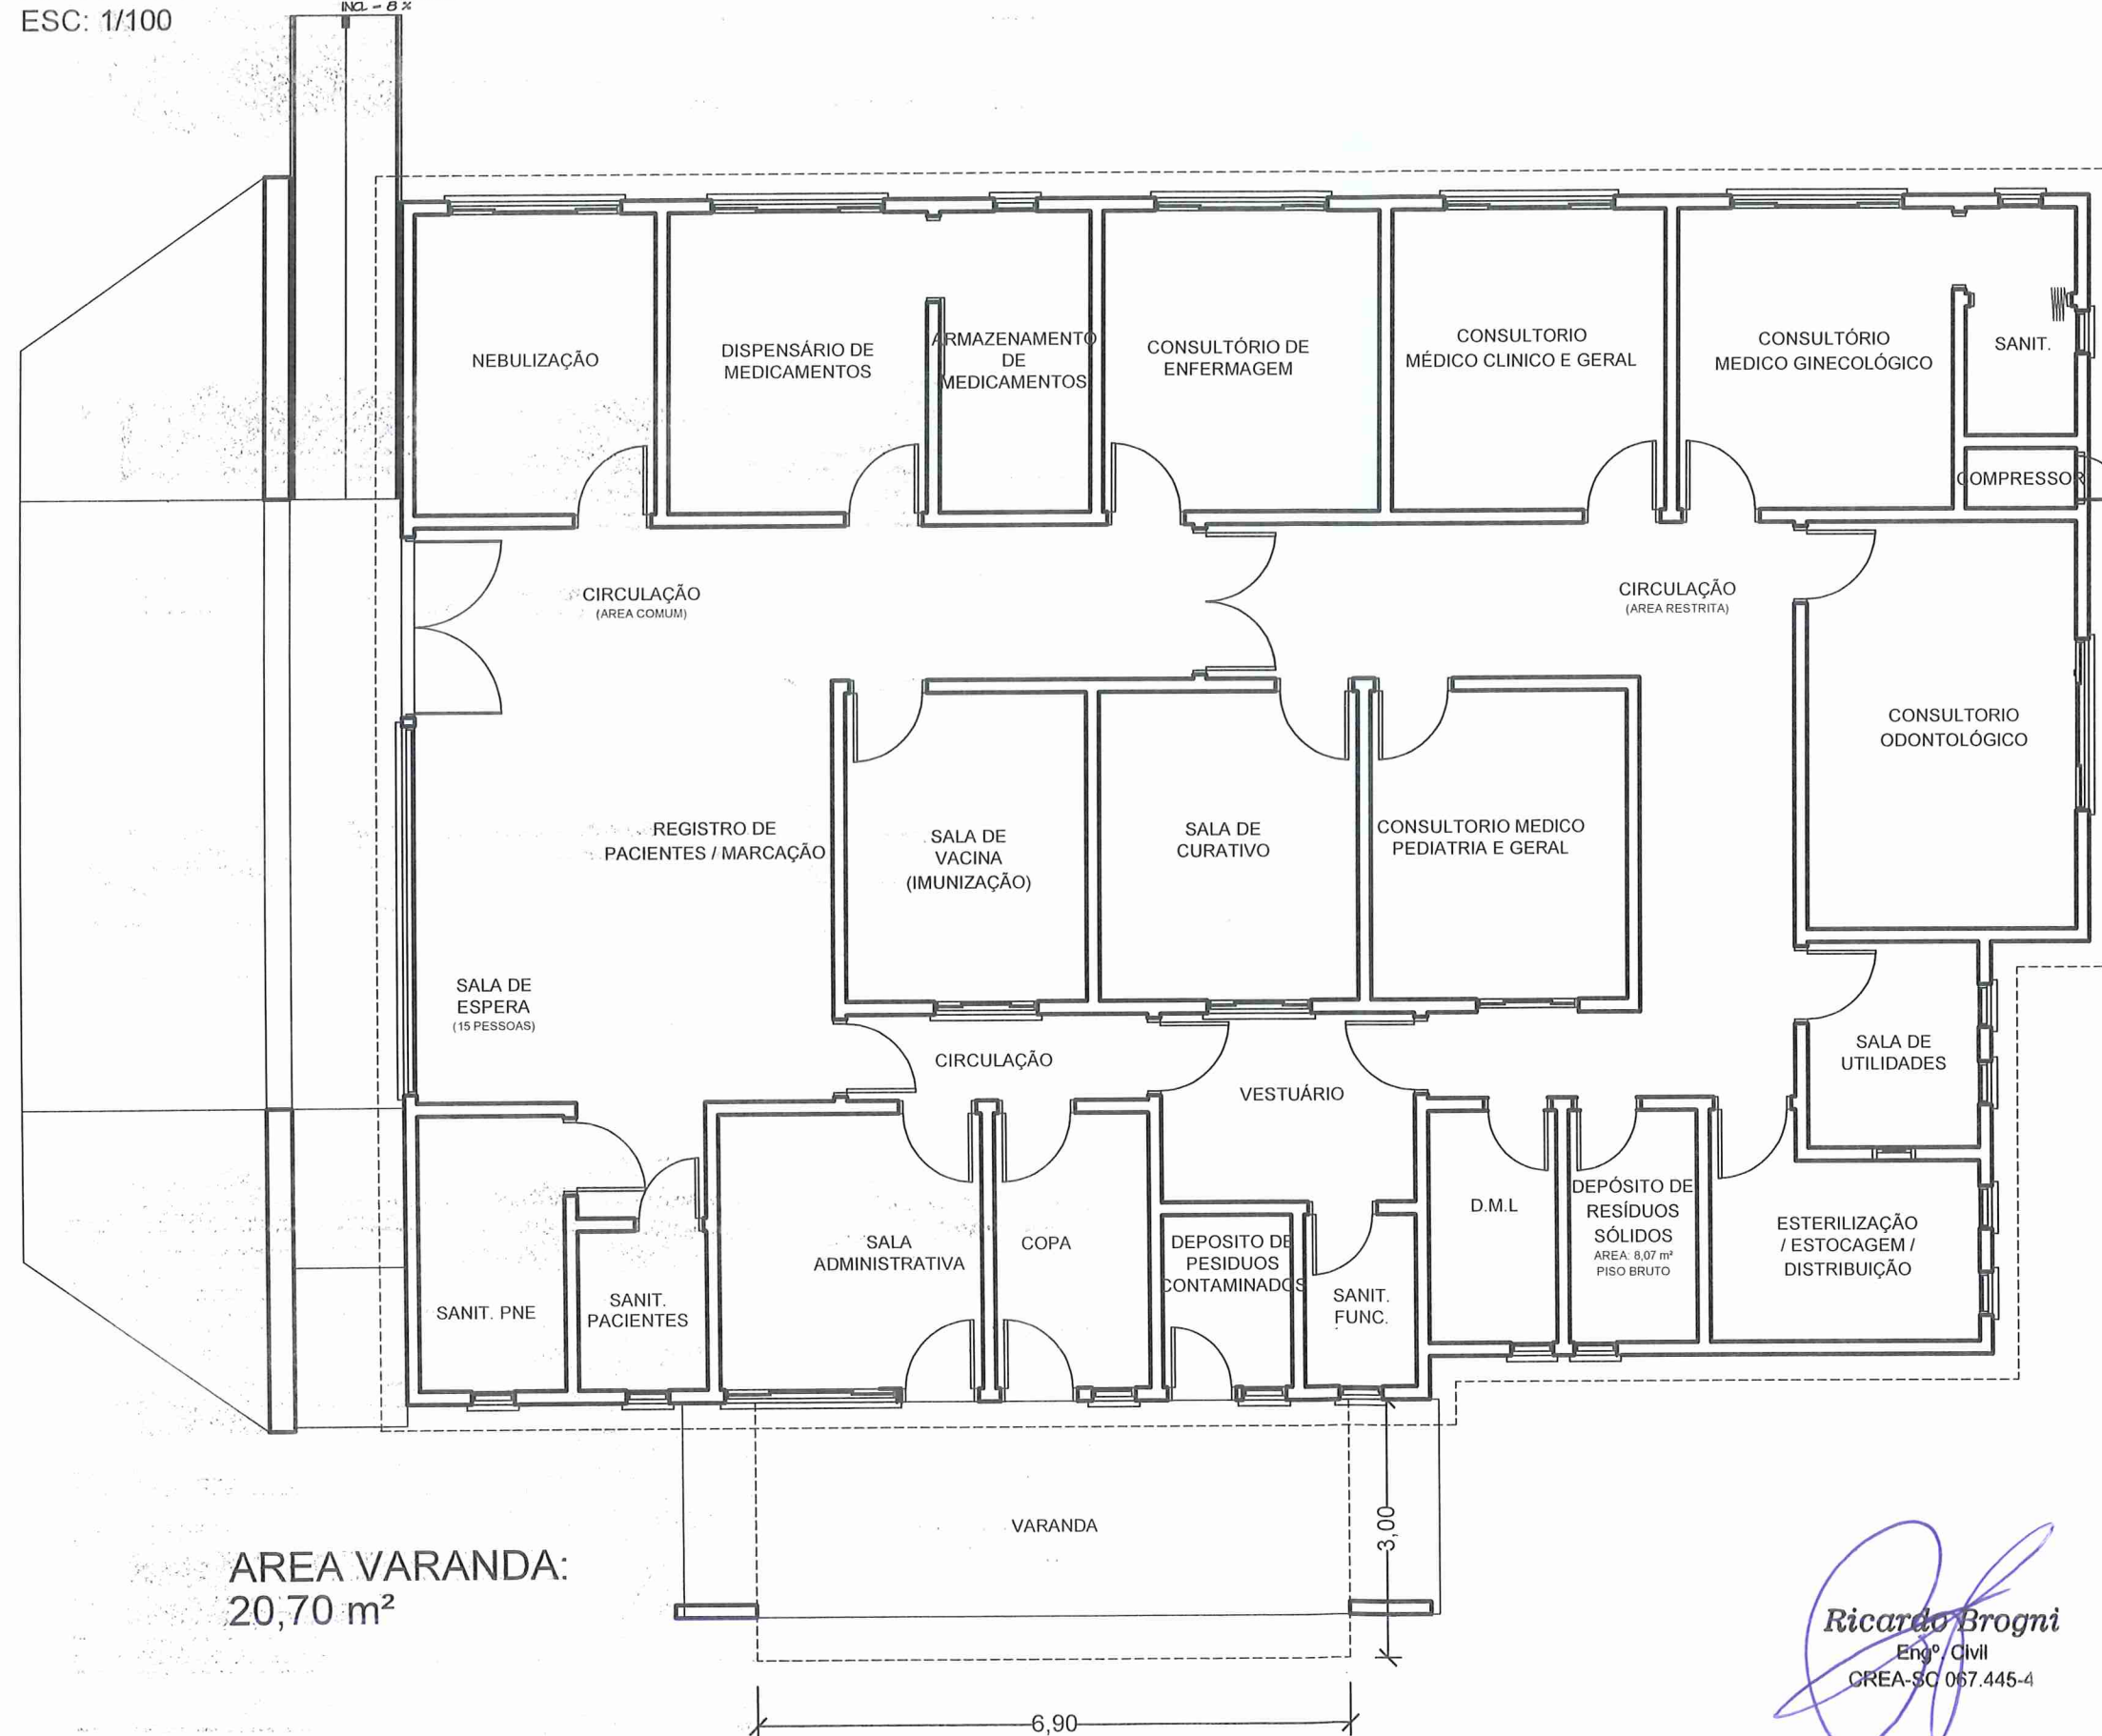 ESC: 1/100
INCL - 8 %
NEBULIZAÇÃO
DISPENSÁRIO DE
MEDICAMENTOS
ARMAZENAMENTO
DE
MEDICAMENTOS
CONSULTÓRIO DE
ENFERMAGEM
CONSULTORIO
MÉDICO CLINICO E GERAL
CONSULTÓRIO
MEDICO GINECOLÓGICO
SANIT.
COMPRESSOR
CIRCULAÇÃO
(AREA COMUM)
CIRCULAÇÃO
(AREA RESTRITA)
CONSULTORIO
ODONTOLÓGICO
REGISTRO DE
PACIENTES / MARCAÇÃO
SALA DE
VACINA
(IMUNIZAÇÃO)
SALA DE
CURATIVO
CONSULTORIO MEDICO
PEDIATRIA E GERAL
SALA DE
ESPERA
(15 PESSOAS)
CIRCULAÇÃO
VESTUÁRIO
SALA DE
UTILIDADES
SANIT. PNE
SANIT.
PACIENTES
SALA
ADMINISTRATIVA
COPA
DEPOSITO DE
PESIDUOS
CONTAMINADOS
SANIT.
FUNC.
D.M.L
DEPÓSITO DE
RESÍDUOS
SÓLIDOS
AREA: 8,07 m²
PISO BRUTO
ESTERILIZAÇÃO
/ ESTOCAGEM /
DISTRIBUIÇÃO
VARANDA
3,00
6,90
AREA VARANDA:
20,70 m²
Ricardo Brogni
Engº. Civil
CREA-SC 067.445-4